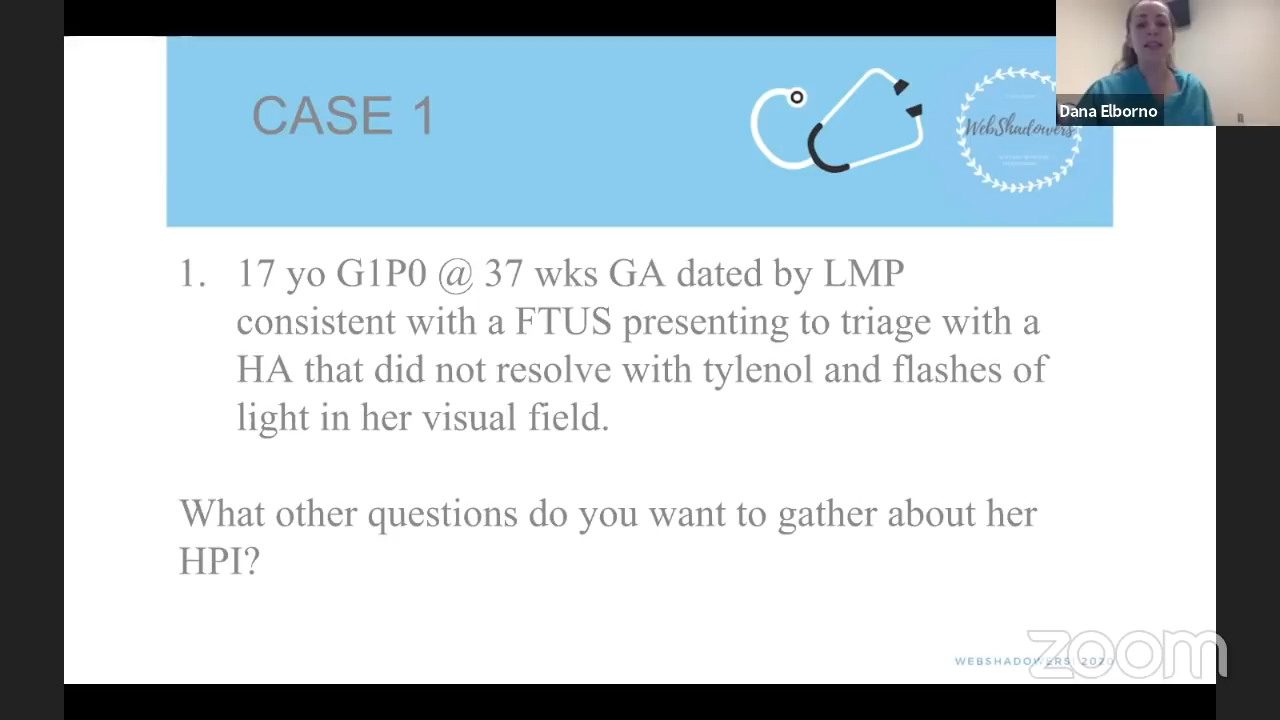 Dana Elborno
CASE 1
WebShadowers
1. 17 yo G1P0 @ 37 wks GA dated by LMP
consistent with a FTUS presenting to triage with a
HA that did not resolve with tylenol and flashes of
light in her visual field.
What other questions do you want to gather about her
HPI?
WEBSHADOWERS 2020
zoom